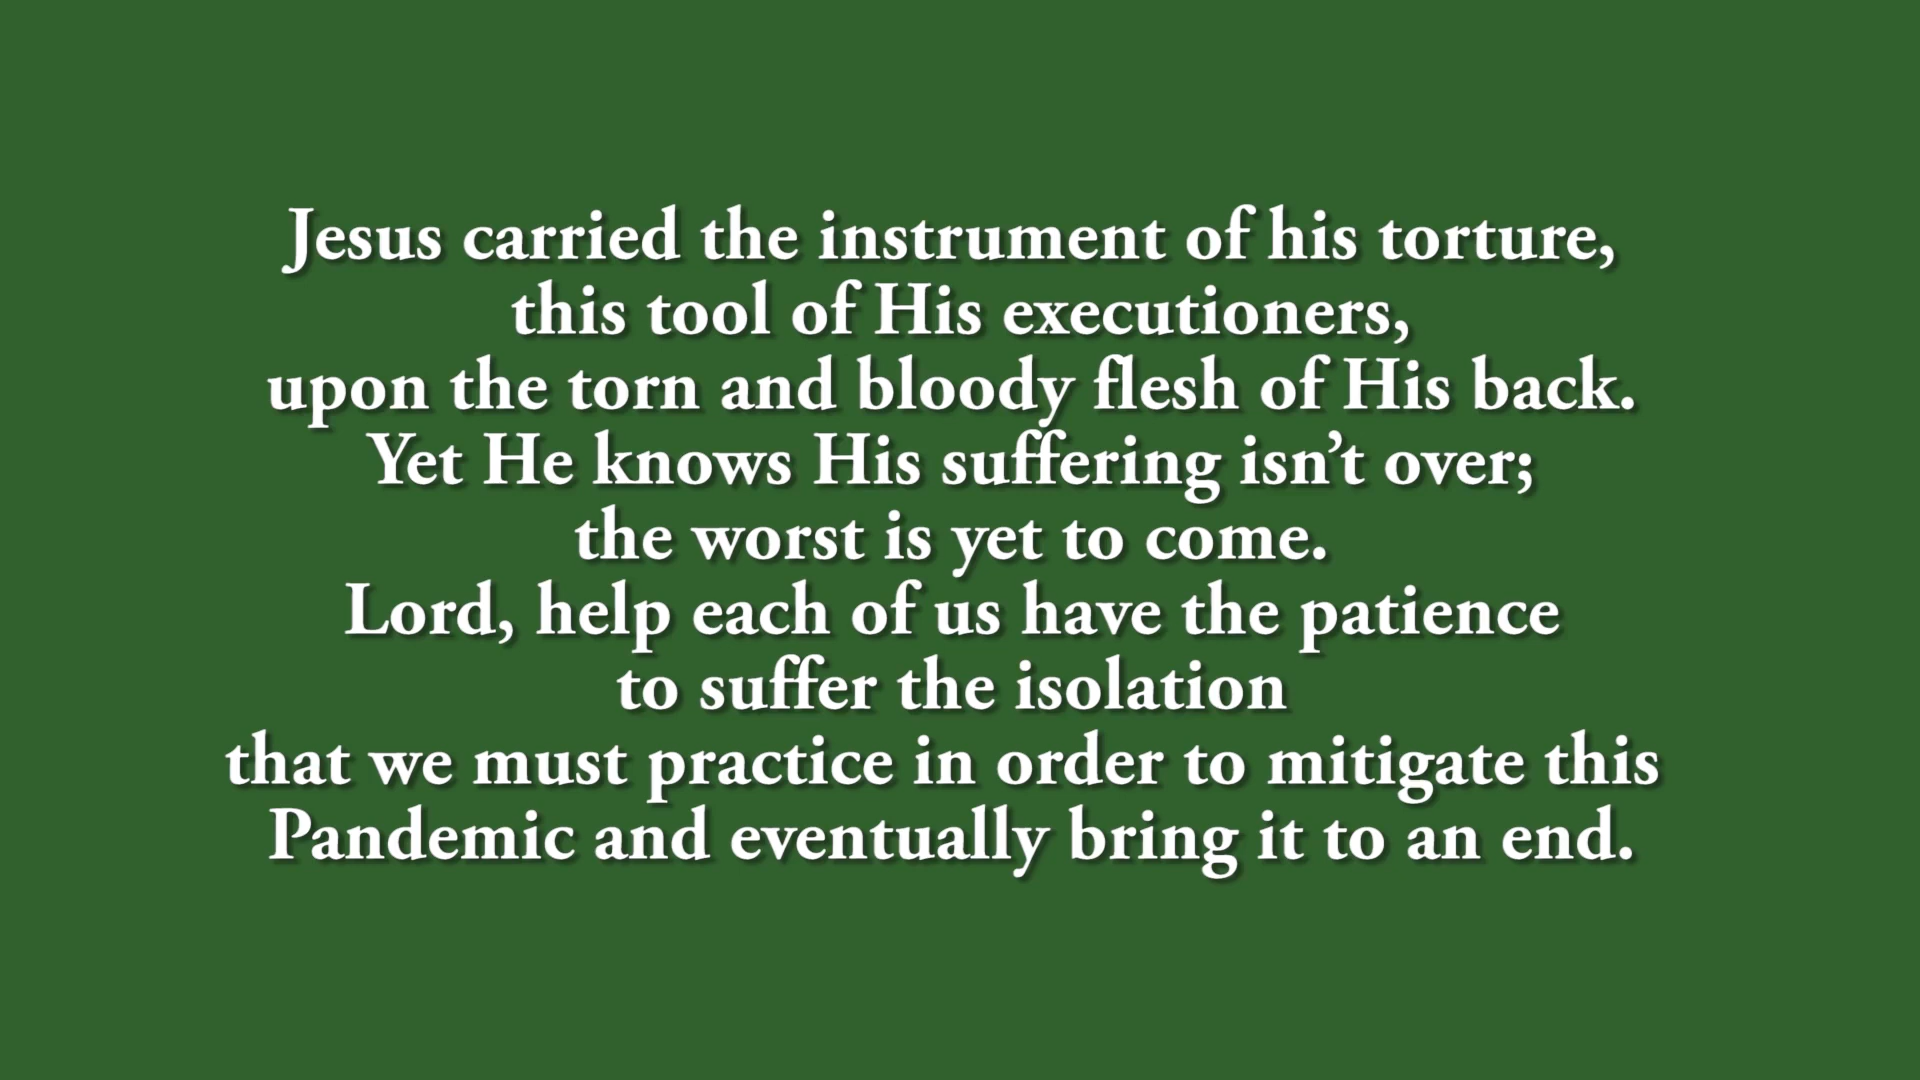 Jesus carried the instrument of his torture,
this tool of His executioners,
upon the torn and bloody flesh of His back.
Yet He knows His suffering isn’t over;
the worst is yet to come.
Lord, help each of us have the patience
to suffer the isolation
that we must practice in order to mitigate this
Pandemic and eventually bring it to an end.